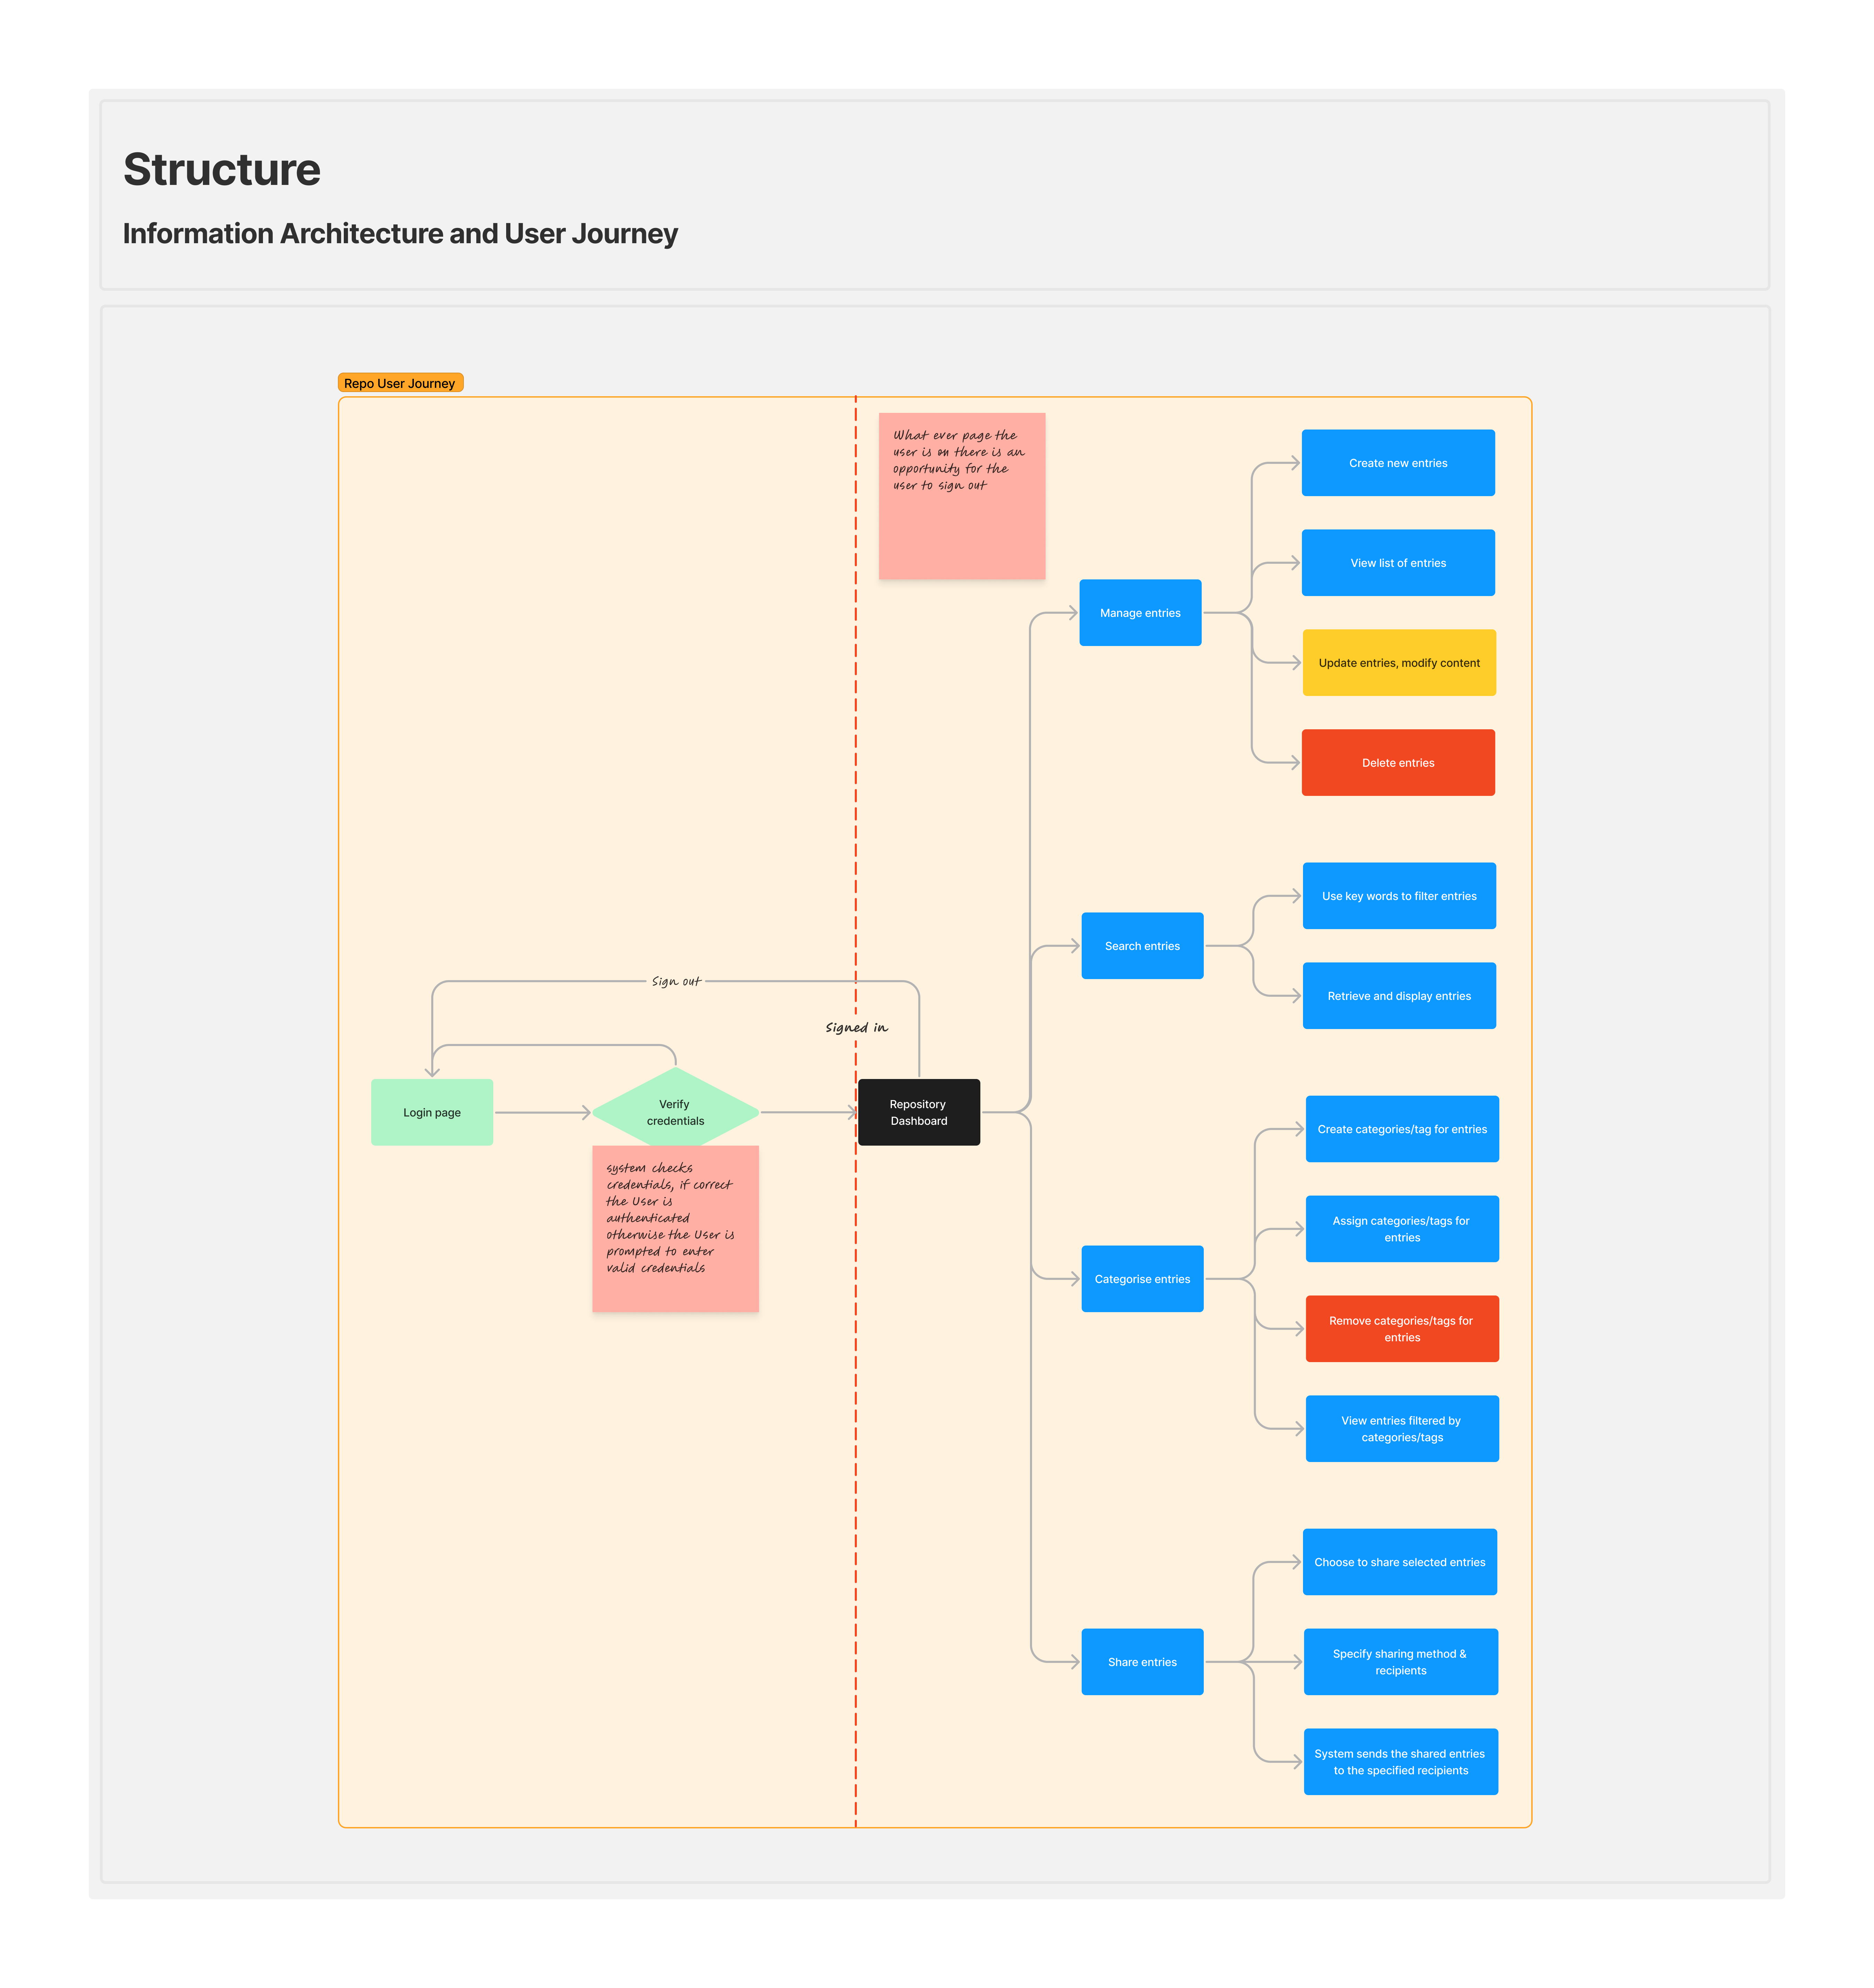 Structure
Information Architecture and User Journey
Repo User Journey
What ever page the
user is on there is an
opportunity for the
user to sign out
Create new entries
View list of entries
Manage entries
Update entries, modify content
Delete entries
Use key words to filter entries
Search entries
Retrieve and display entries
Sign out
Signed in
Login page
Verify
credentials
Repository
Dashboard
system checks
credentials, if correct
the User is
authenticated
otherwise the User is
prompted to enter
valid credentials
Create categories/tag for entries
Assign categories/tags for
entries
Categorise entries
Remove categories/tags for
entries
View entries filtered by
categories/tags
Choose to share selected entries
Share entries
Specify sharing method &
recipients
System sends the shared entries
to the specified recipients